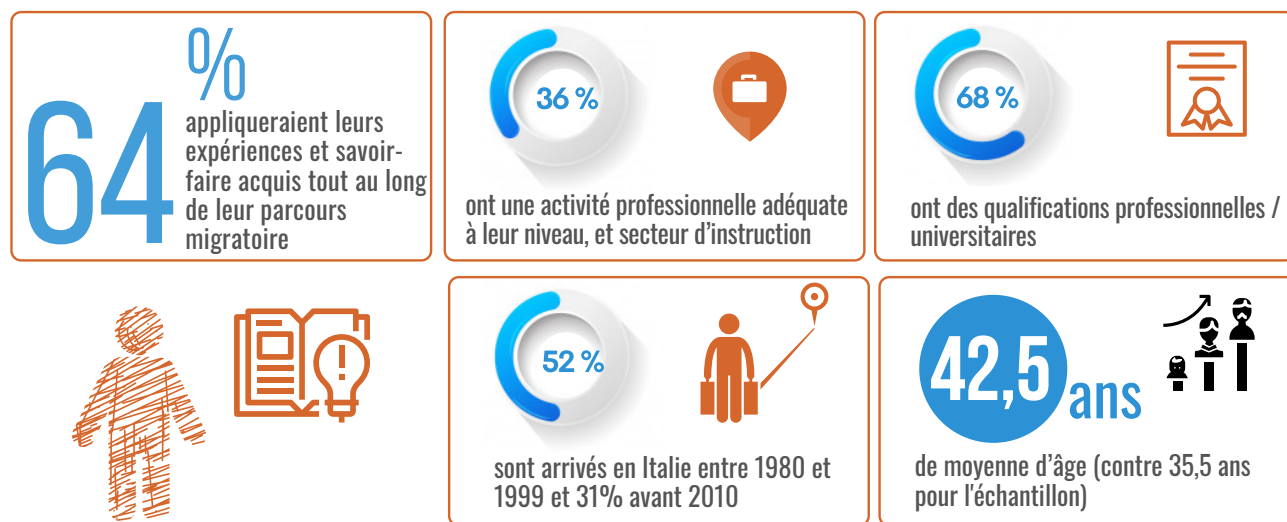 %
64
appliqueraient leurs
expériences et savoir-
faire acquis tout au long
de leur parcours
migratoire
36 %
ont une activité professionnelle adéquate
à leur niveau, et secteur d'instruction
68 %
ont des qualifications professionnelles /
universitaires
52 %
sont arrivés en Italie entre 1980 et
1999 et 31% avant 2010
42,5 ans
de moyenne d'âge (contre 35,5 ans
pour l'échantillon)